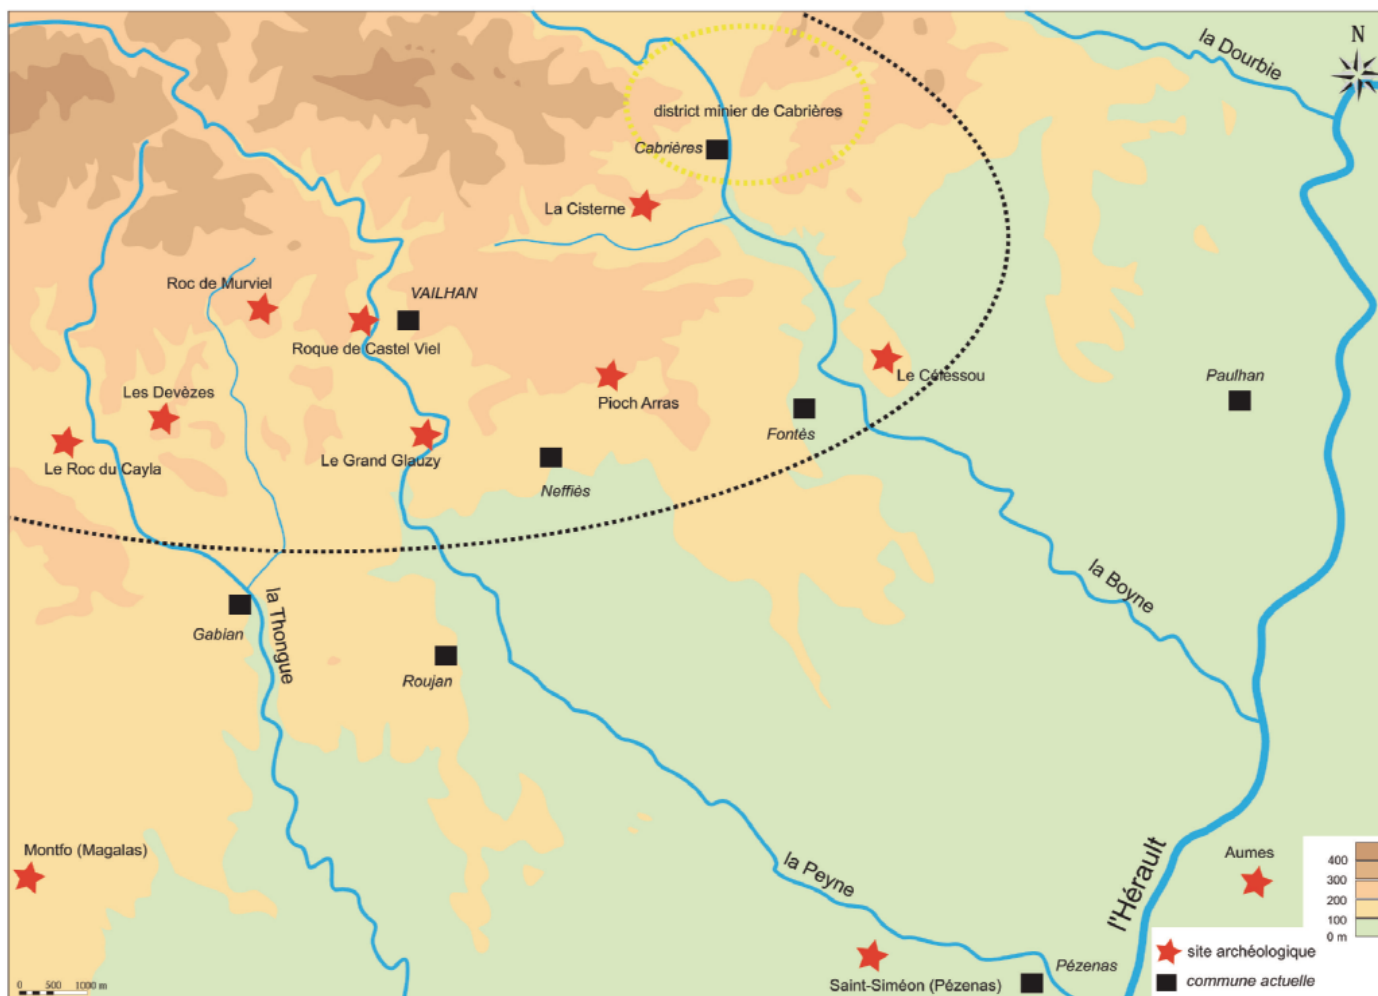 N
la Dourbie
district minier de Cabrières
Cabrières
La Cisterne
Roc de Murviel
VAILHAN
Roque de Castel Viel
Le Célessou
Les Devèzes
Pioch Arras
Paulhan
Fontès
Le Roc du Cayla
Le Grand Glauzy
Neffiès
la Boyne
la Thongue
Gabian
Roujan
Montfo (Magalas)
la Peyne
l'Hérault
Aumes
400
300
200
100
0 m
site archéologique
commune actuelle
Pézenas
Saint-Siméon (Pézenas)
0 500 1000 m